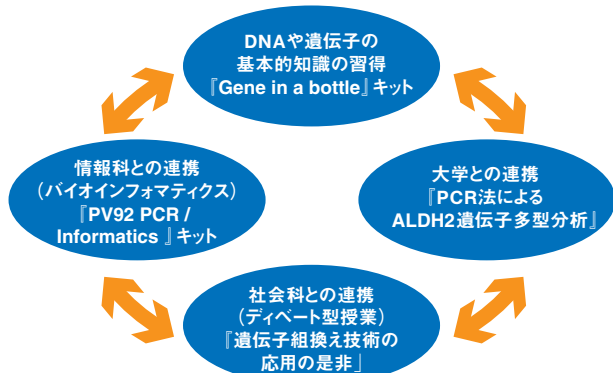 DNAや遺伝子の
基本的知識の習得
『Gene in a bottle』キット
情報科との連携
（バイオインフォマティクス）
『PV92 PCR /
Informatics 』キット
大学との連携
『PCR法による
ALDH2遺伝子多型分析』
社会科との連携
（ディベート型授業）
『遺伝子組換え技術の
応用の是非」